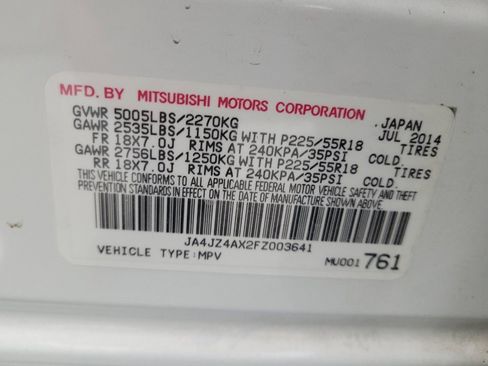 MFD. BY MITSUBISHI MOTORS CORPORATION
GVWR 5005LBS/2270KG JAPAN JUL 2014
GAWR 2535LBS/1150KG WITH P225/55R18 TIRES
FR 18X7.0J RIMS AT 240KPA/35PSI COLD.
GAWR 2756LBS/1250KG WITH P225/55R18 TIRES
RR 18X7.0J RIMS AT 240KPA/35PSI COLD.
THIS VEHICLE CONFORMS TO ALL APPLICABLE FEDERAL MOTOR VEHICLE SAFETY AND THEFT
PREVENTION STANDARDS IN EFFECT ON THE DATE OF MANUFACTURE SHOWN ABOVE.
JA4JZ4AX2FZ003641
VEHICLE TYPE:MPV MU001761